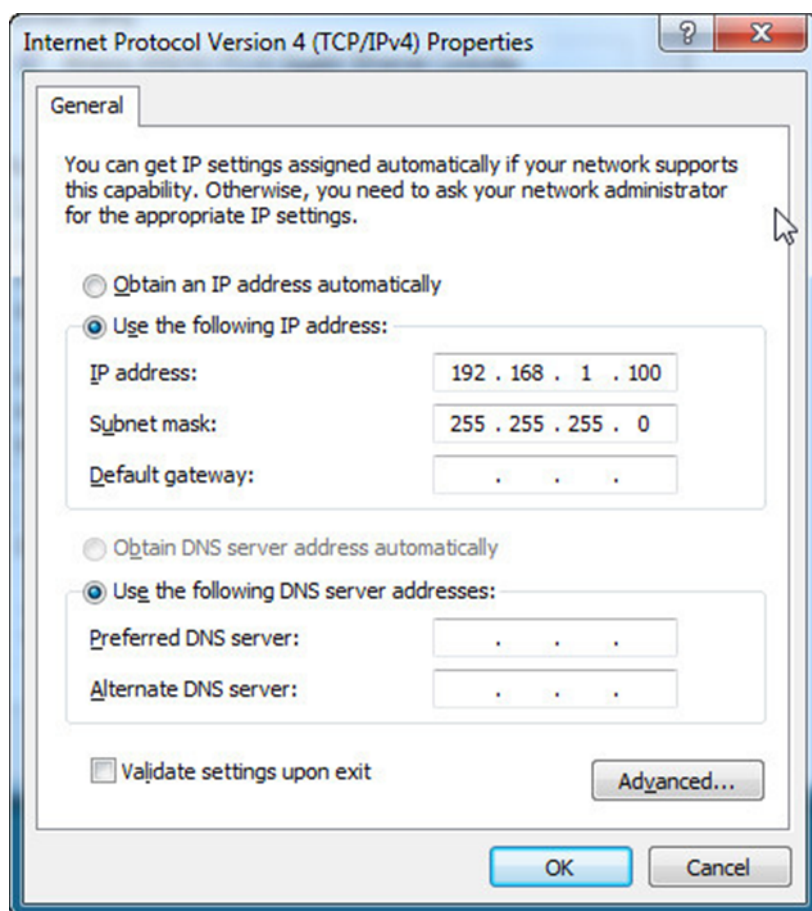 Internet Protocol Version 4 (TCP/IPv4) Properties
General
You can get IP settings assigned automatically if your network supports
this capability. Otherwise, you need to ask your network administrator
for the appropriate IP settings.
Obtain an IP address automatically
Use the following IP address:
IP address: 192 . 168 . 1 . 100
Subnet mask: 255 . 255 . 255 . 0
Default gateway: . . .
Obtain DNS server address automatically
Use the following DNS server addresses:
Preferred DNS server: . . .
Alternate DNS server: . . .
Validate settings upon exit
Advanced...
OK Cancel